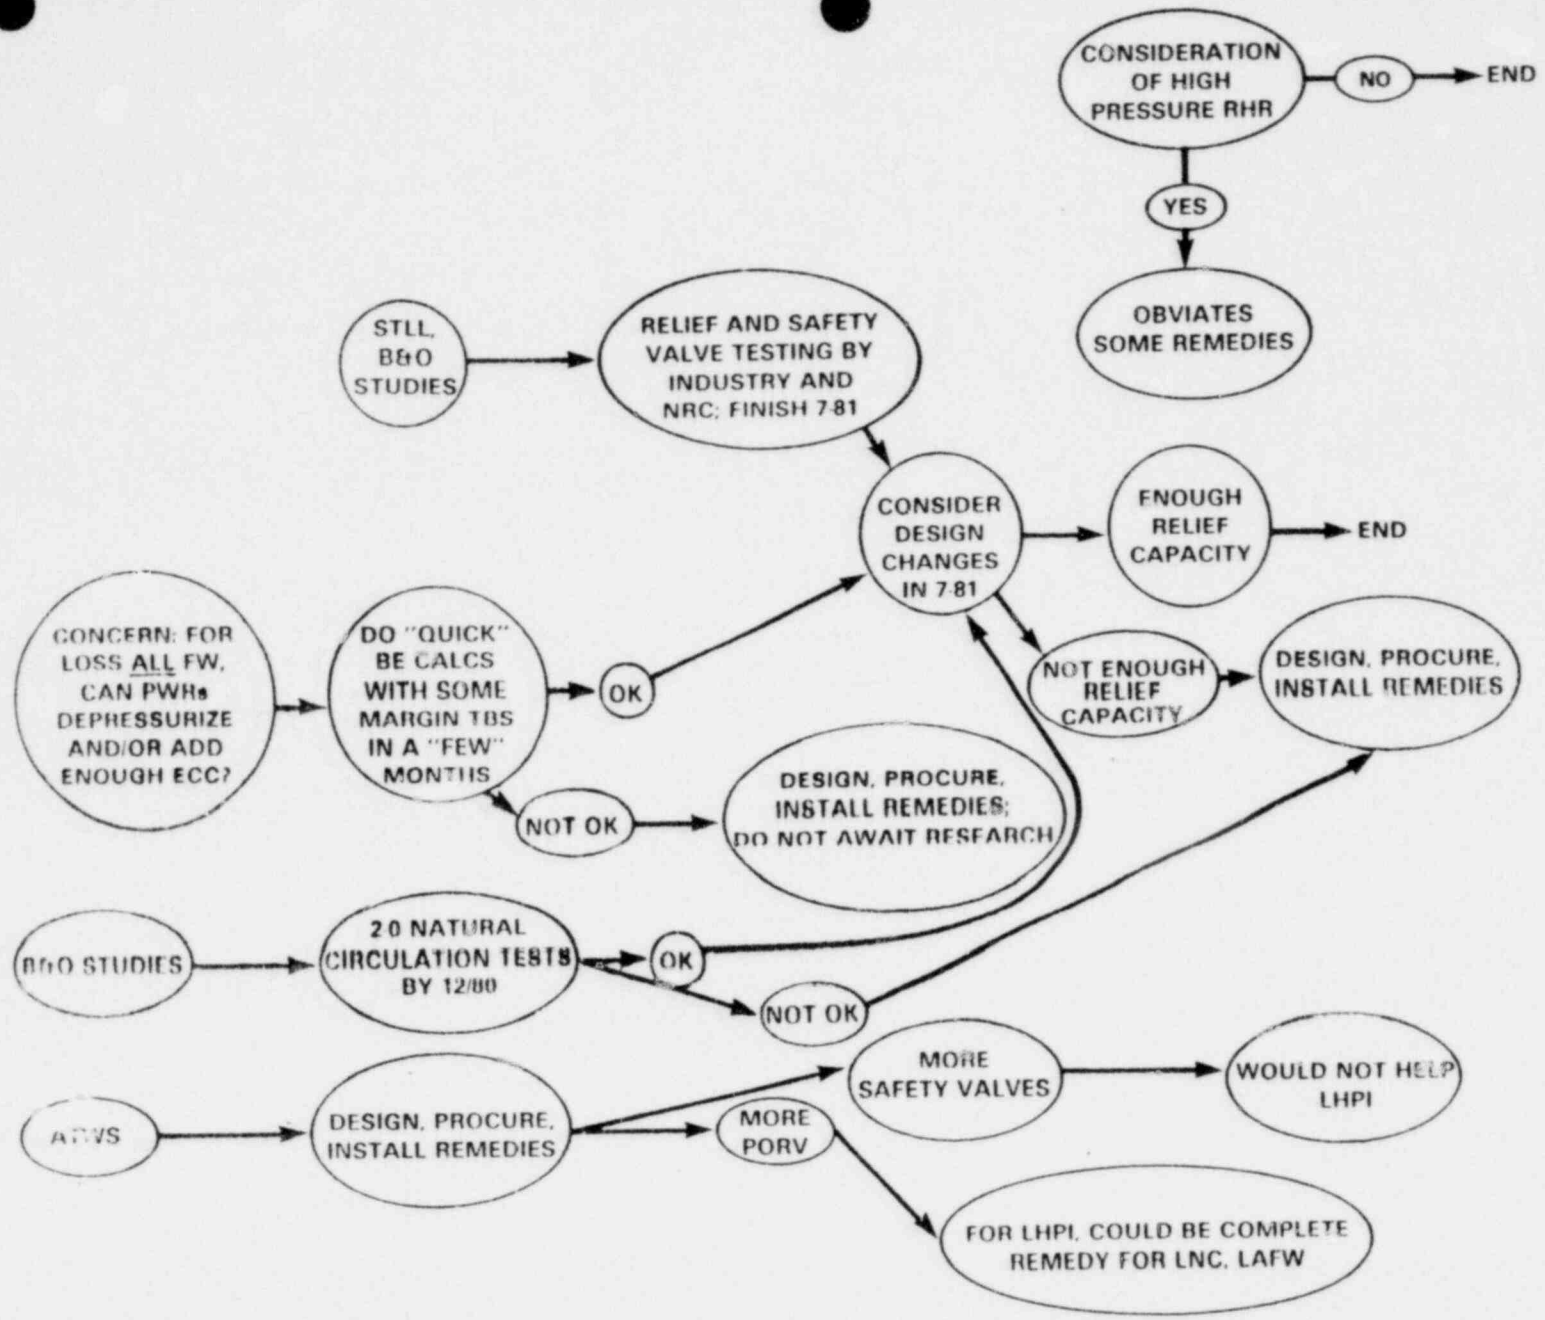 CONSIDERATION
OF HIGH
PRESSURE RHR
NO
END
YES
OBVIATES
SOME REMEDIES
STLL,
B&O
STUDIES
RELIEF AND SAFETY
VALVE TESTING BY
INDUSTRY AND
NRC; FINISH 7-81
CONSIDER
DESIGN
CHANGES
IN 7-81
ENOUGH
RELIEF
CAPACITY
END
CONCERN: FOR
LOSS ALL FW,
CAN PWRs
DEPRESSURIZE
AND/OR ADD
ENOUGH ECC?
DO "QUICK"
BE CALCS
WITH SOME
MARGIN TBS
IN A "FEW"
MONTHS
OK
NOT ENOUGH
RELIEF
CAPACITY
DESIGN, PROCURE,
INSTALL REMEDIES
NOT OK
DESIGN, PROCURE,
INSTALL REMEDIES;
DO NOT AWAIT RESEARCH
B&O STUDIES
20 NATURAL
CIRCULATION TESTS
BY 12/80
OK
NOT OK
ATWS
DESIGN, PROCURE,
INSTALL REMEDIES
MORE
SAFETY VALVES
WOULD NOT HELP
LHPI
MORE
PORV
FOR LHPI, COULD BE COMPLETE
REMEDY FOR LNC, LAFW